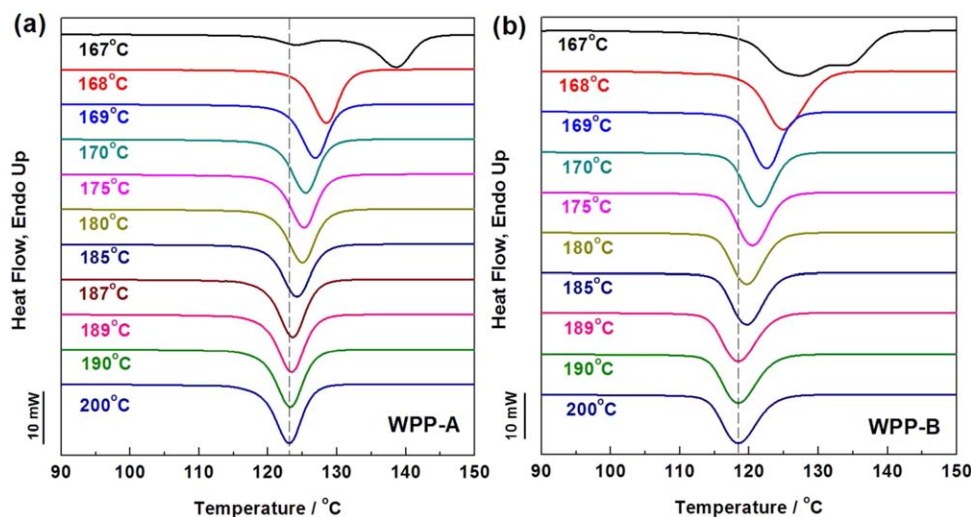 (a)
167°C
168°C
169°C
170°C
175°C
180°C
185°C
187°C
189°C
190°C
200°C
WPP-A
Heat Flow, Endo Up
10 mW
90 100 110 120 130 140 150
Temperature / °C
(b)
167°C
168°C
169°C
170°C
175°C
180°C
185°C
189°C
190°C
200°C
WPP-B
Heat Flow, Endo Up
10 mW
90 100 110 120 130 140 150
Temperature / °C